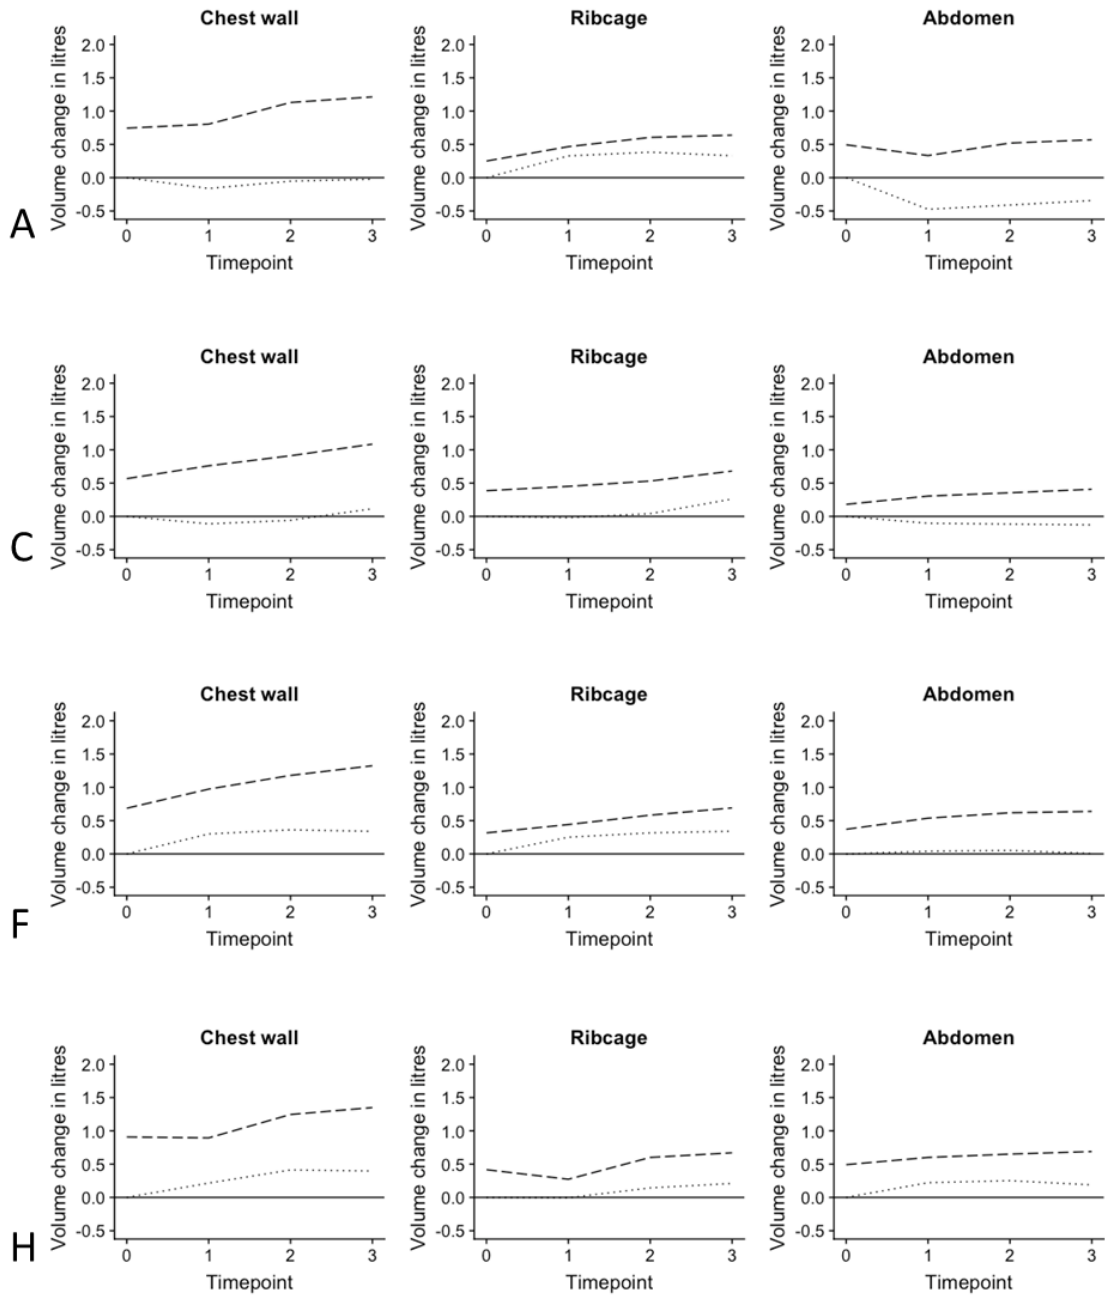 Chest wall Ribcage Abdomen
Volume change in litres Volume change in litres Volume change in litres
2.0 2.0 2.0
1.5 1.5 1.5
1.0 1.0 1.0
0.5 0.5 0.5
0.0 0.0 0.0
-0.5 -0.5 -0.5
A
0 1 2 3 0 1 2 3 0 1 2 3
Timepoint Timepoint Timepoint
Chest wall Ribcage Abdomen
Volume change in litres Volume change in litres Volume change in litres
2.0 2.0 2.0
1.5 1.5 1.5
1.0 1.0 1.0
0.5 0.5 0.5
0.0 0.0 0.0
-0.5 -0.5 -0.5
C
0 1 2 3 0 1 2 3 0 1 2 3
Timepoint Timepoint Timepoint
Chest wall Ribcage Abdomen
Volume change in litres Volume change in litres Volume change in litres
2.0 2.0 2.0
1.5 1.5 1.5
1.0 1.0 1.0
0.5 0.5 0.5
0.0 0.0 0.0
-0.5 -0.5 -0.5
F
0 1 2 3 0 1 2 3 0 1 2 3
Timepoint Timepoint Timepoint
Chest wall Ribcage Abdomen
Volume change in litres Volume change in litres Volume change in litres
2.0 2.0 2.0
1.5 1.5 1.5
1.0 1.0 1.0
0.5 0.5 0.5
0.0 0.0 0.0
-0.5 -0.5 -0.5
H
0 1 2 3 0 1 2 3 0 1 2 3
Timepoint Timepoint Timepoint